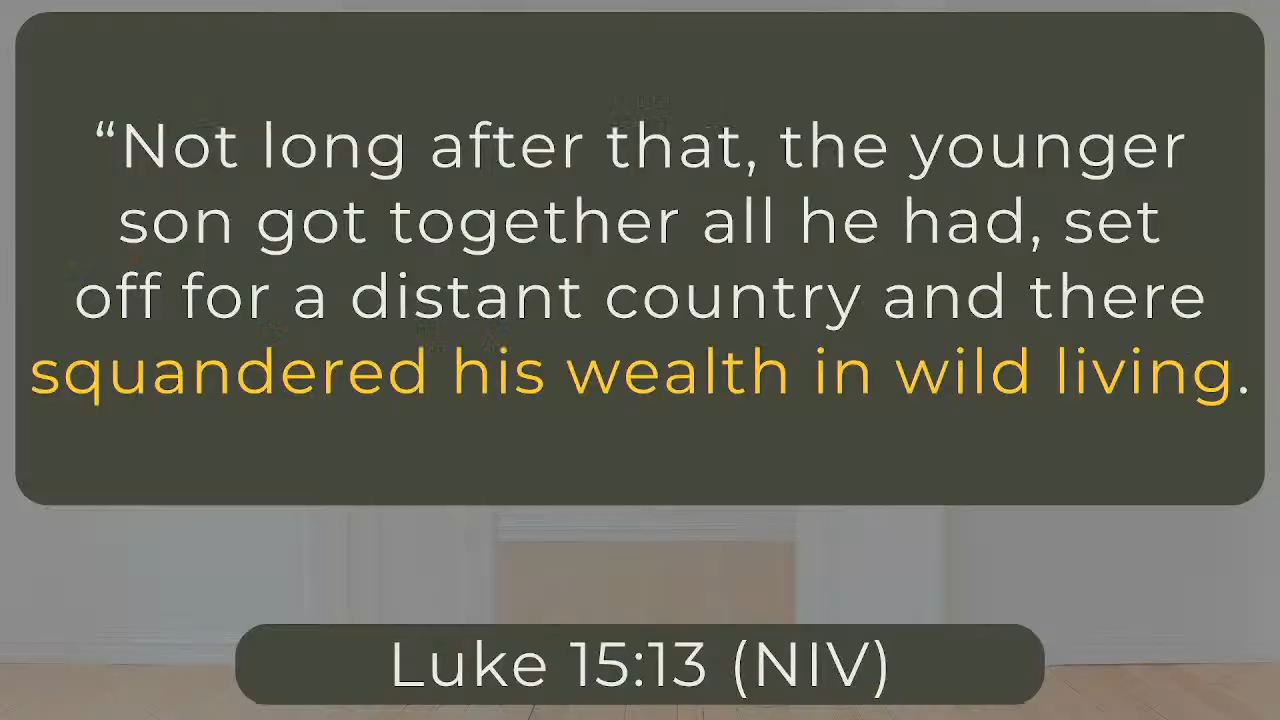 “Not long after that, the younger
son got together all he had, set
off for a distant country and there
squandered his wealth in wild living.
Luke 15:13 (NIV)